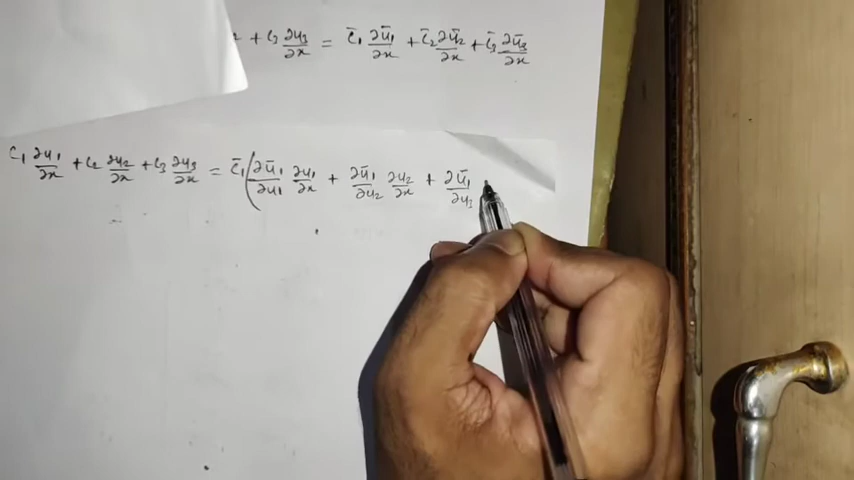 + c₃ ∂u₃/∂x = c̄₁ ∂ū₁/∂x + c̄₂ ∂ū₂/∂x + c̄₃ ∂ū₃/∂x
c₁ ∂u₁/∂x + c₂ ∂u₂/∂x + c₃ ∂u₃/∂x = c̄₁ ( ∂ū₁/∂u₁ ∂u₁/∂x + ∂ū₁/∂u₂ ∂u₂/∂x + ∂ū₁/∂u₃